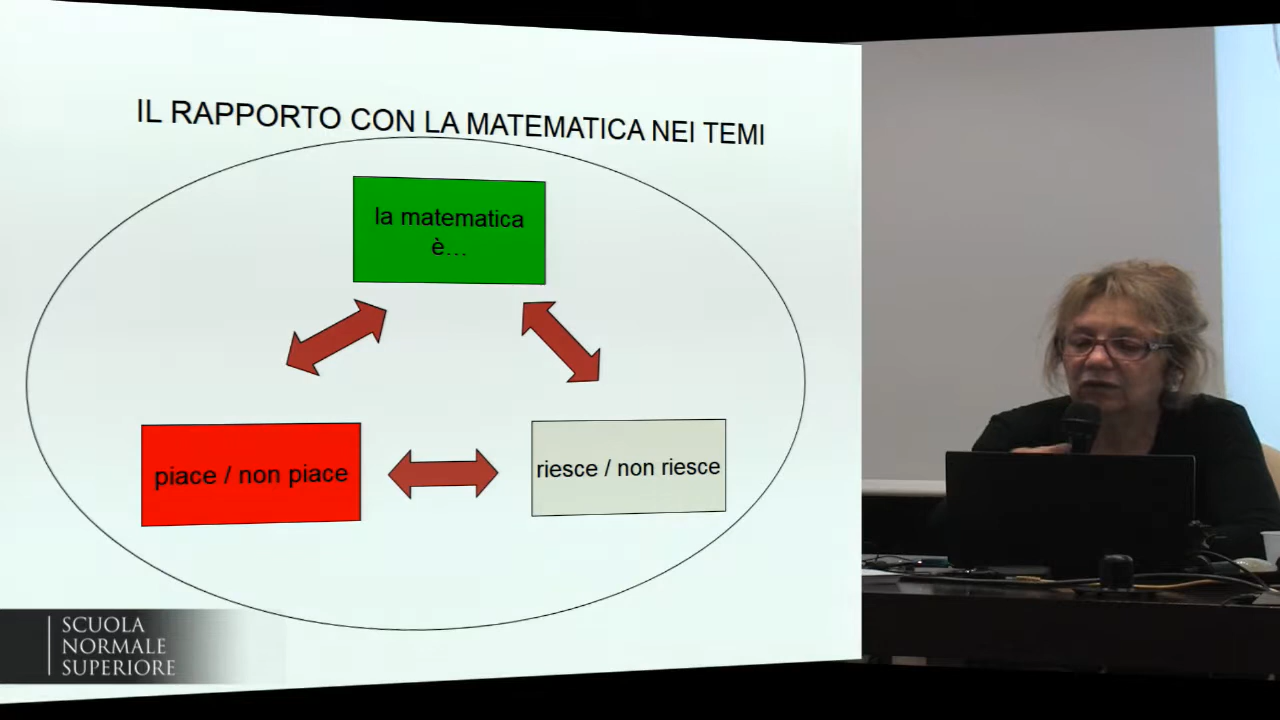 IL RAPPORTO CON LA MATEMATICA NEI TEMI
la matematica
è...
piace / non piace
riesce / non riesce
SCUOLA
NORMALE
SUPERIORE